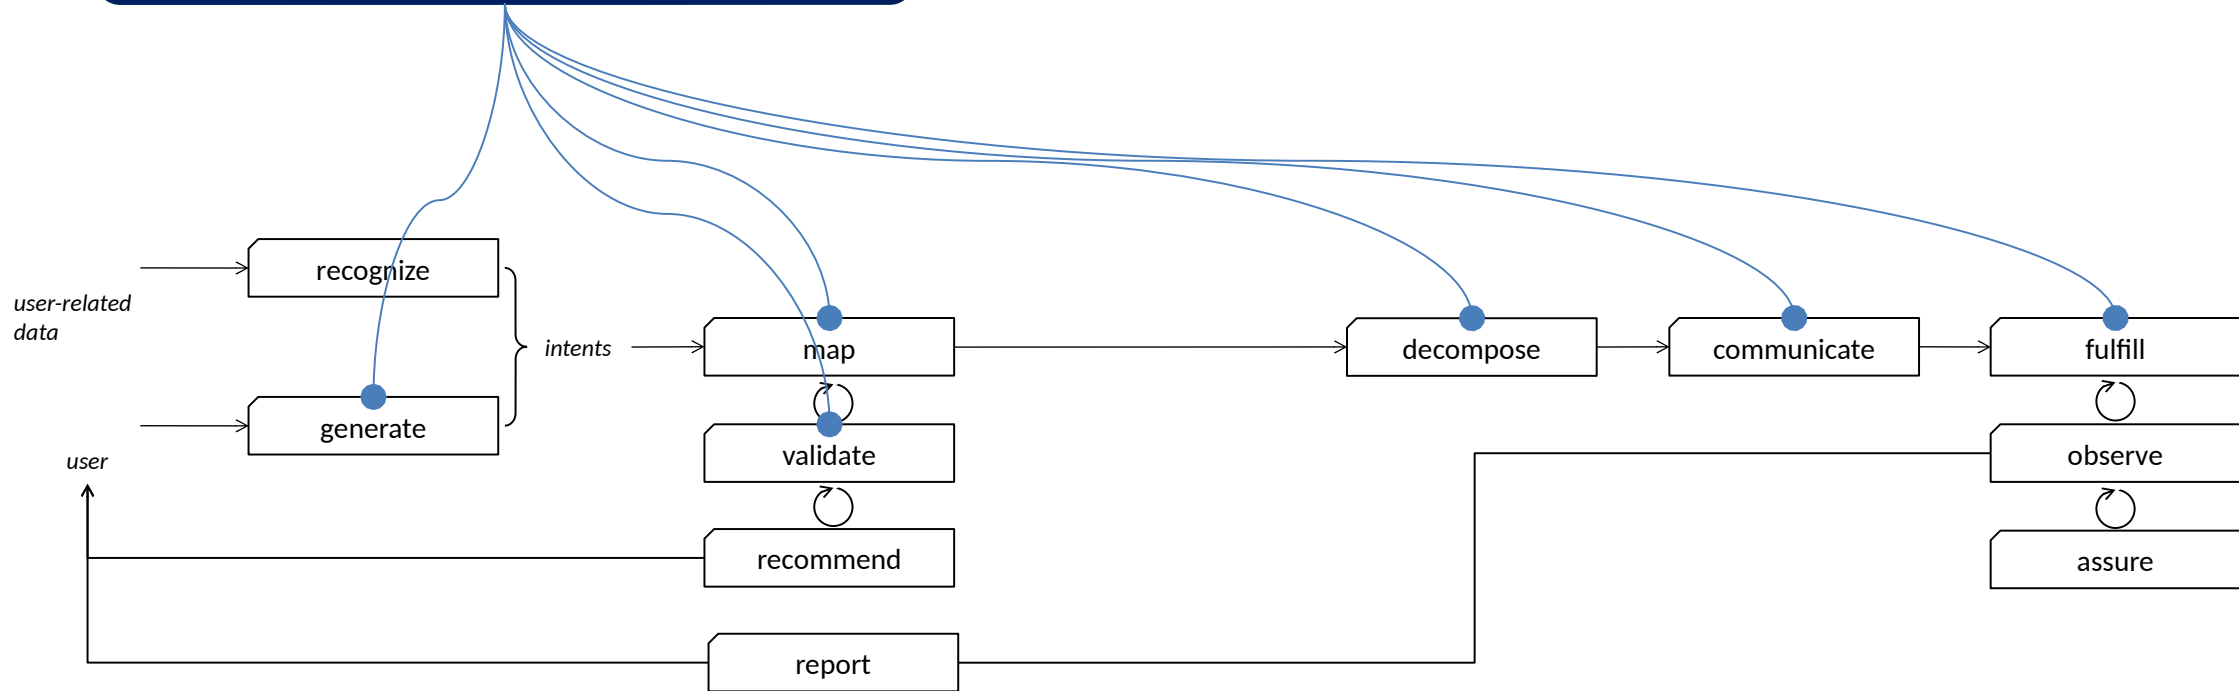 recognize
user-related
data
intents
map
decompose
communicate
fulfill
generate
user
validate
observe
recommend
assure
report